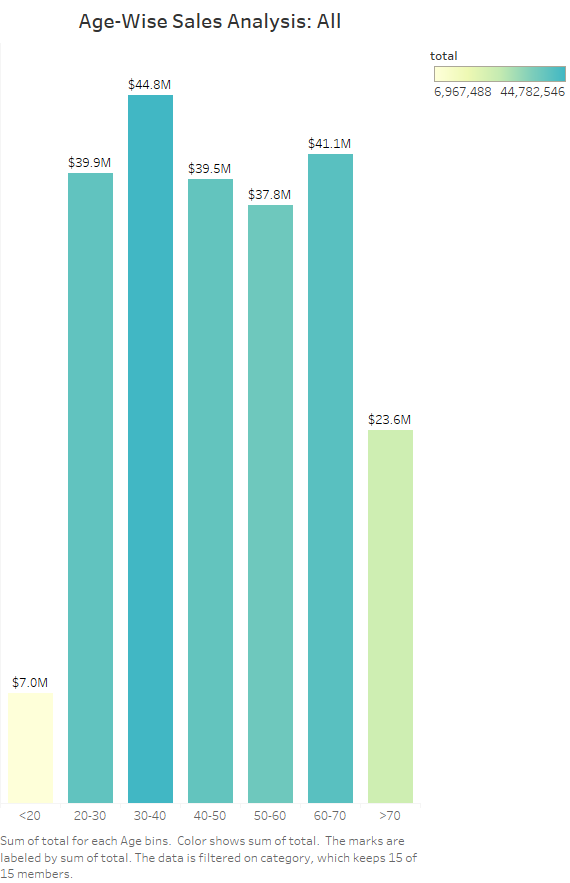 Age-Wise Sales Analysis: All
total
6,967,488 44,782,546
$44.8M
$41.1M
$39.9M
$39.5M
$37.8M
$23.6M
$7.0M
<20 20-30 30-40 40-50 50-60 60-70 >70
Sum of total for each Age bins. Color shows sum of total. The marks are
labeled by sum of total. The data is filtered on category, which keeps 15 of
15 members.